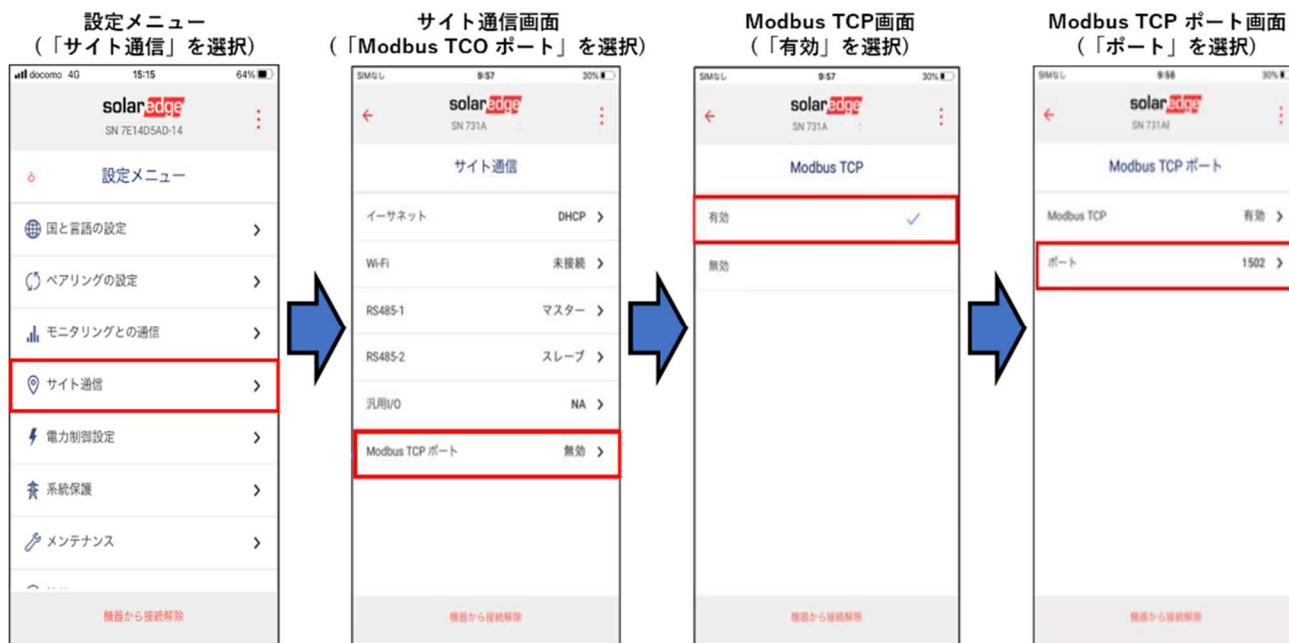 設定メニュー
(「サイト通信」を選択)
docomo 4G 15:15 64%
solaredge
SN 7E14D5AD-14
設定メニュー
国と言語の設定
ペアリングの設定
モニタリングとの通信
サイト通信
電力制御設定
系統保護
メンテナンス
機器から接続解除
サイト通信画面
(「Modbus TCO ポート」を選択)
SIMなし 9:57 30%
solaredge
SN 731A
サイト通信
イーサネット DHCP
Wi-Fi 未接続
RS485-1 マスター
RS485-2 スレーブ
汎用I/O NA
Modbus TCP ポート 無効
機器から接続解除
Modbus TCP画面
(「有効」を選択)
SIMなし 9:57 30%
solaredge
SN 731A
Modbus TCP
有効
無効
機器から接続解除
Modbus TCP ポート画面
(「ポート」を選択)
SIMなし 9:58 30%
solaredge
SN 731A
Modbus TCP ポート
Modbus TCP 有効
ポート 1502
機器から接続解除